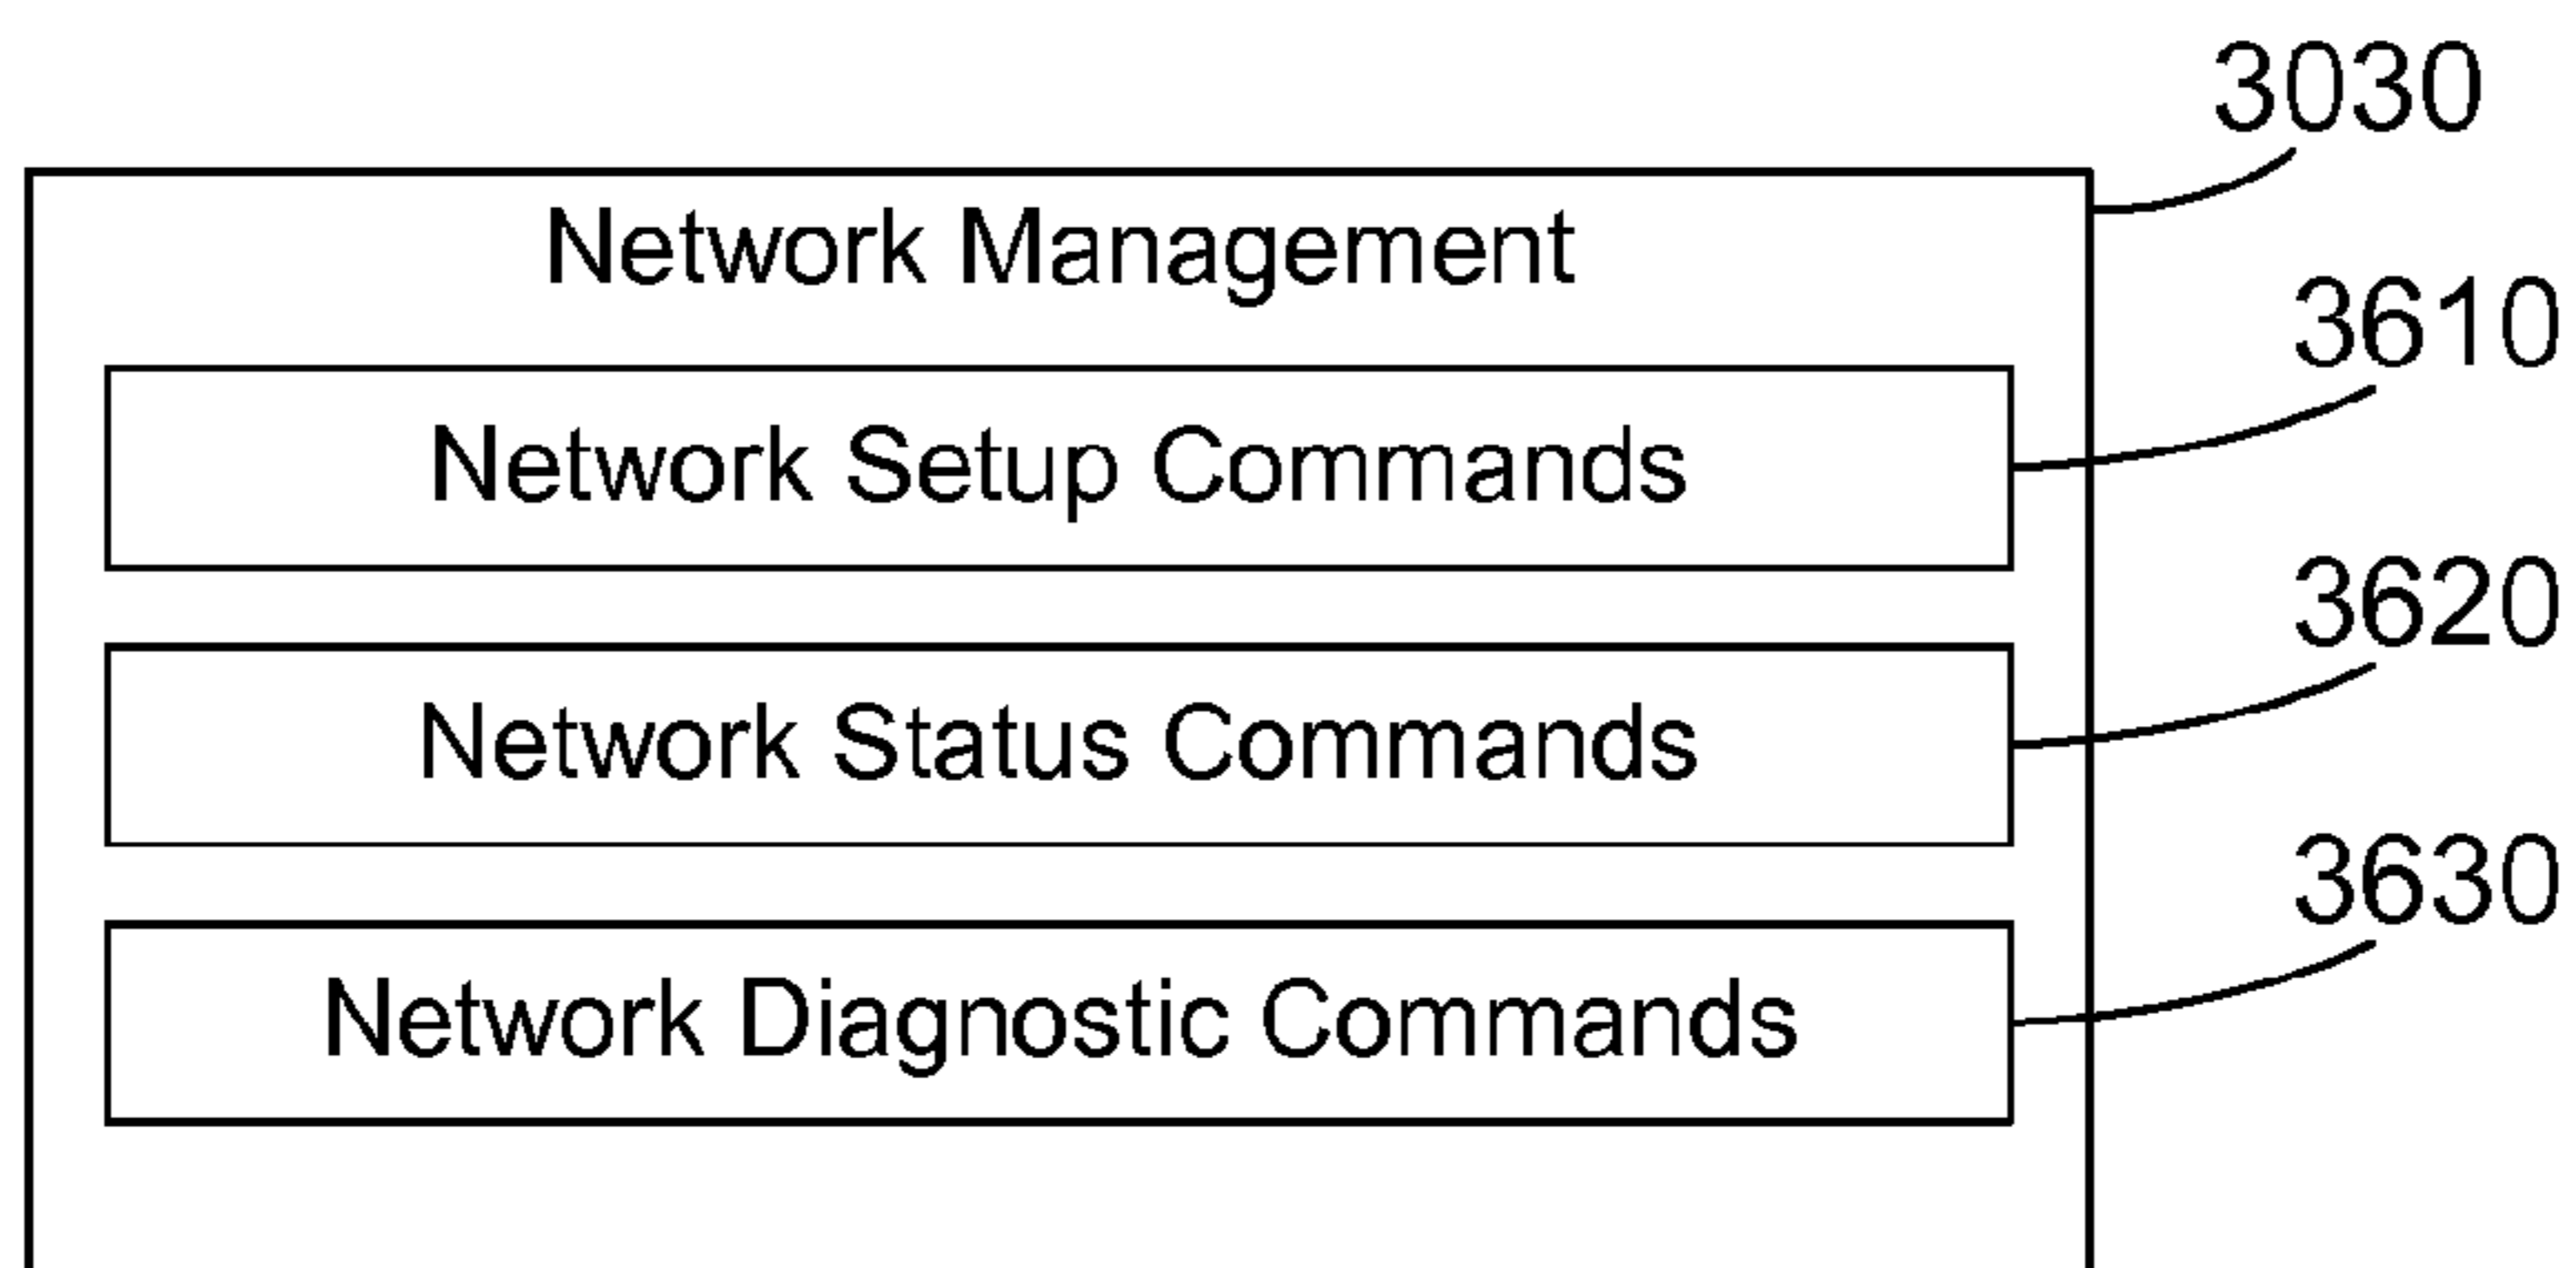 3030
Network Management
3610
Network Setup Commands
3620
Network Status Commands
3630
Network Diagnostic Commands